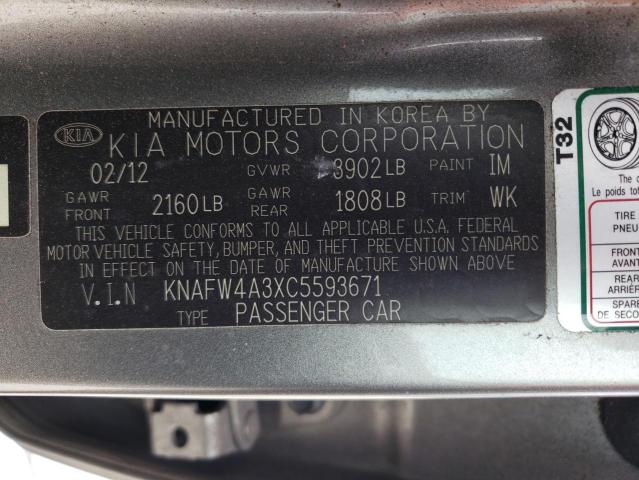 MANUFACTURED IN KOREA BY
KIA KIA MOTORS CORPORATION
02/12 GVWR 3902LB PAINT IM
GAWR FRONT 2160LB GAWR REAR 1808LB TRIM WK
THIS VEHICLE CONFORMS TO ALL APPLICABLE U.S.A. FEDERAL
MOTOR VEHICLE SAFETY, BUMPER, AND THEFT PREVENTION STANDARDS
IN EFFECT ON THE DATE OF MANUFACTURE SHOWN ABOVE
V.I.N KNAFW4A3XC5593671
TYPE PASSENGER CAR
T32
The
Le poids to
TIRE
PNEU
FRONT
AVANT
REAR
ARRIÈR
SPARE
DE SECO